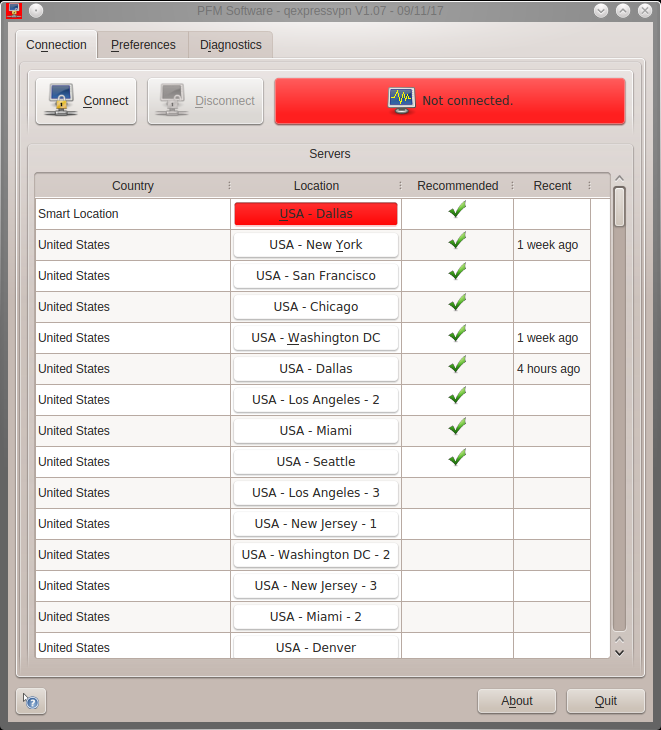 PFM Software - qexpressvpn V1.07 - 09/11/17
Connection Preferences Diagnostics
Connect Disconnect Not connected.
Servers
Country Location Recommended Recent
Smart Location USA - Dallas
United States USA - New York 1 week ago
United States USA - San Francisco
United States USA - Chicago
United States USA - Washington DC 1 week ago
United States USA - Dallas 4 hours ago
United States USA - Los Angeles - 2
United States USA - Miami
United States USA - Seattle
United States USA - Los Angeles - 3
United States USA - New Jersey - 1
United States USA - Washington DC - 2
United States USA - New Jersey - 3
United States USA - Miami - 2
United States USA - Denver
About Quit